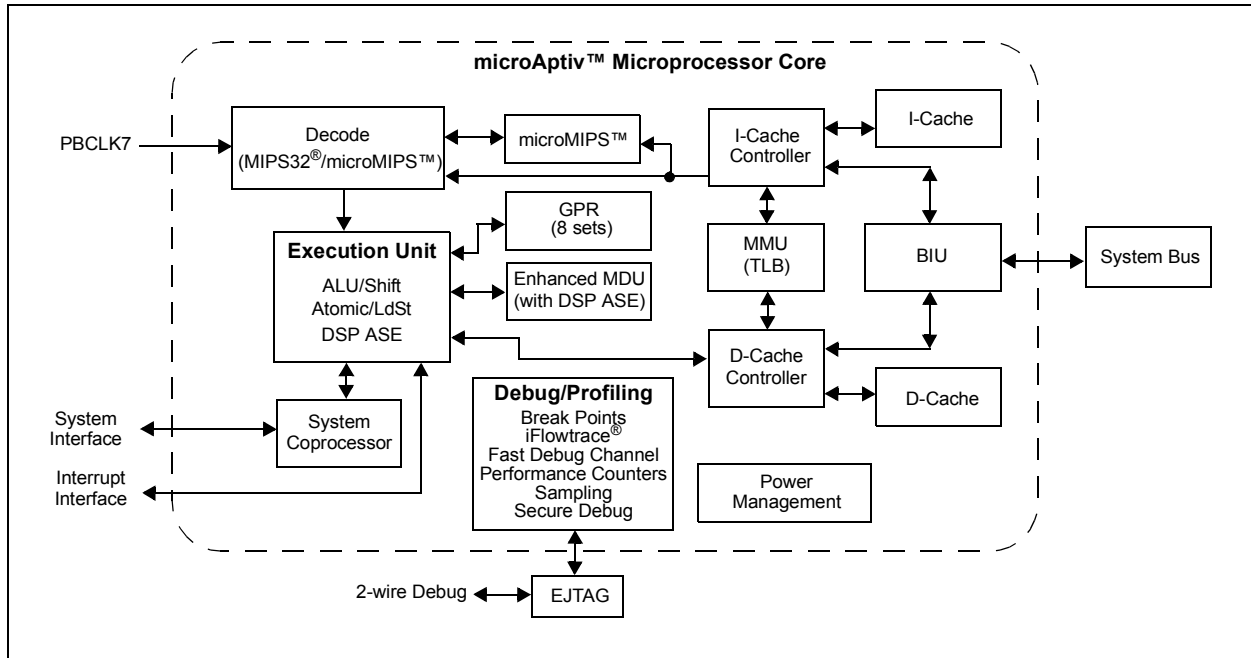 microAptiv™ Microprocessor Core
PBCLK7
Decode
(MIPS32®/microMIPS™)
microMIPS™
I-Cache
Controller
I-Cache
GPR
(8 sets)
Execution Unit
ALU/Shift
Atomic/LdSt
DSP ASE
Enhanced MDU
(with DSP ASE)
MMU
(TLB)
BIU
System Bus
D-Cache
Controller
D-Cache
System
Interface
System
Coprocessor
Interrupt
Interface
Debug/Profiling
Break Points
iFlowtrace®
Fast Debug Channel
Performance Counters
Sampling
Secure Debug
Power
Management
2-wire Debug
EJTAG